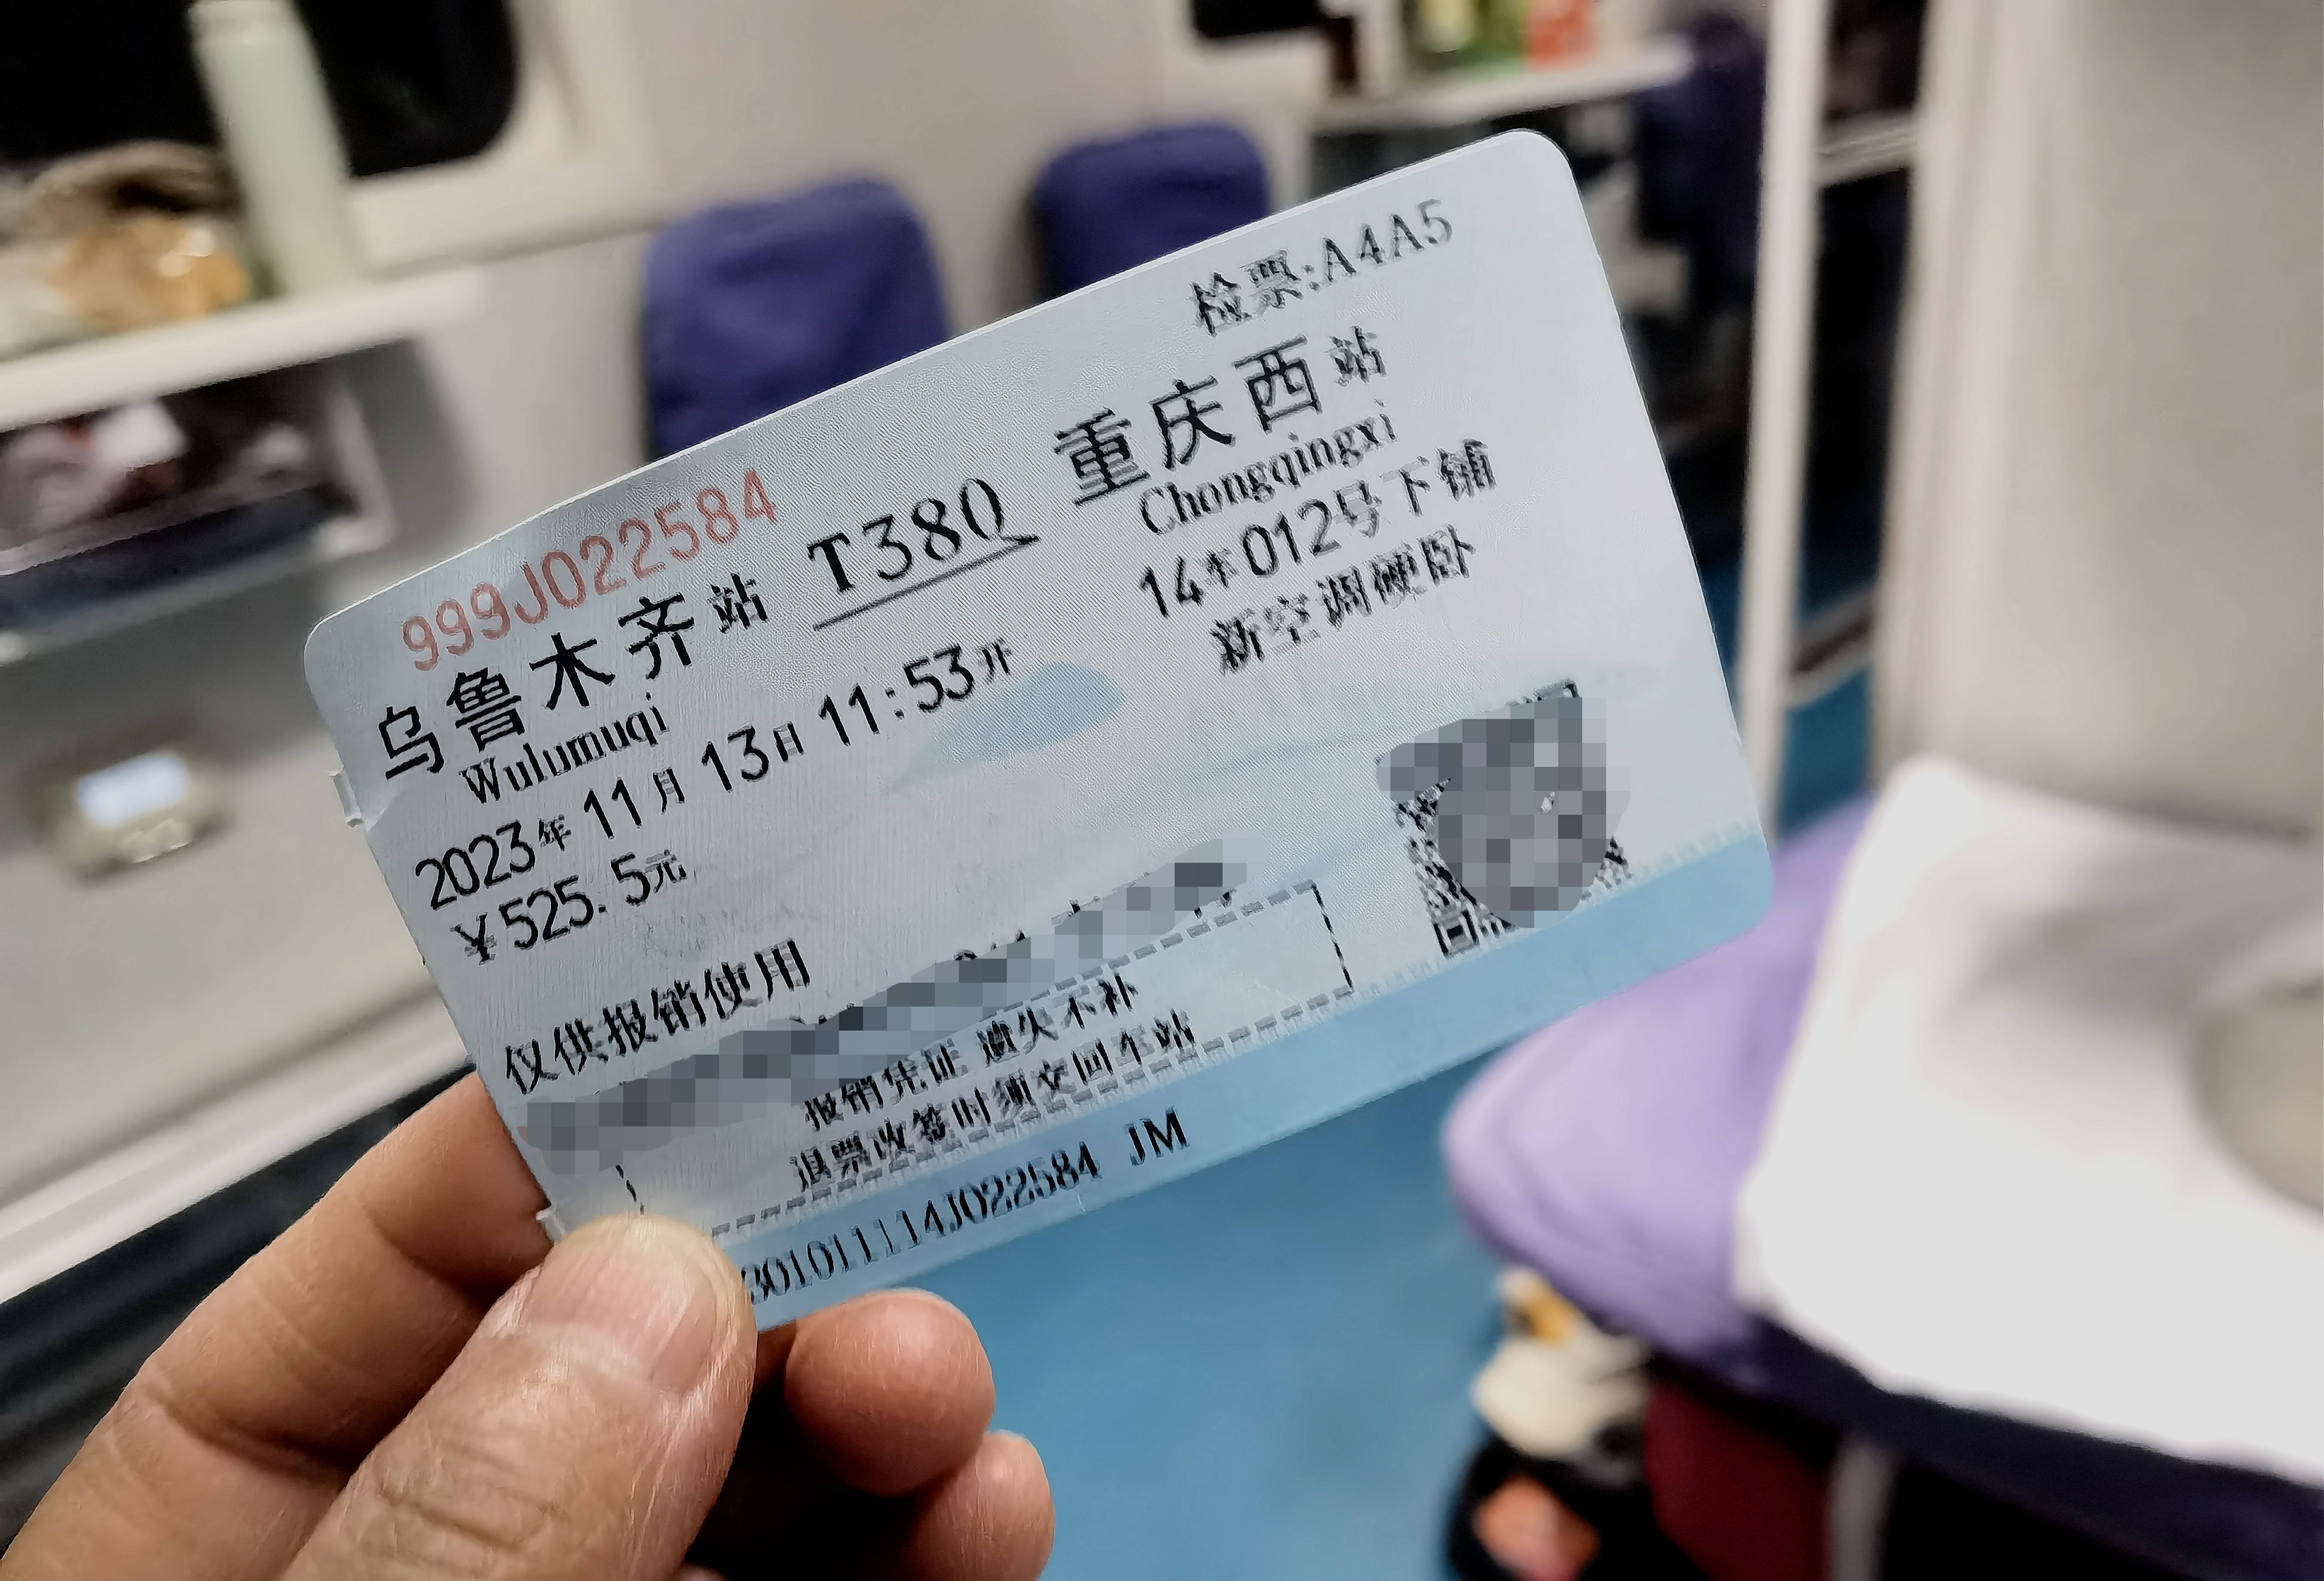 999J022584
检票:A4A5
乌鲁木齐站 T380 重庆西站
Wulumuqi Chongqingxi
2023年 11月 13日 11:53开 14车012号下铺
¥525.5元 新空调硬卧
仅供报销使用
报销凭证 遗失不补
退票改签时须交回车站
301011114J022584 JM